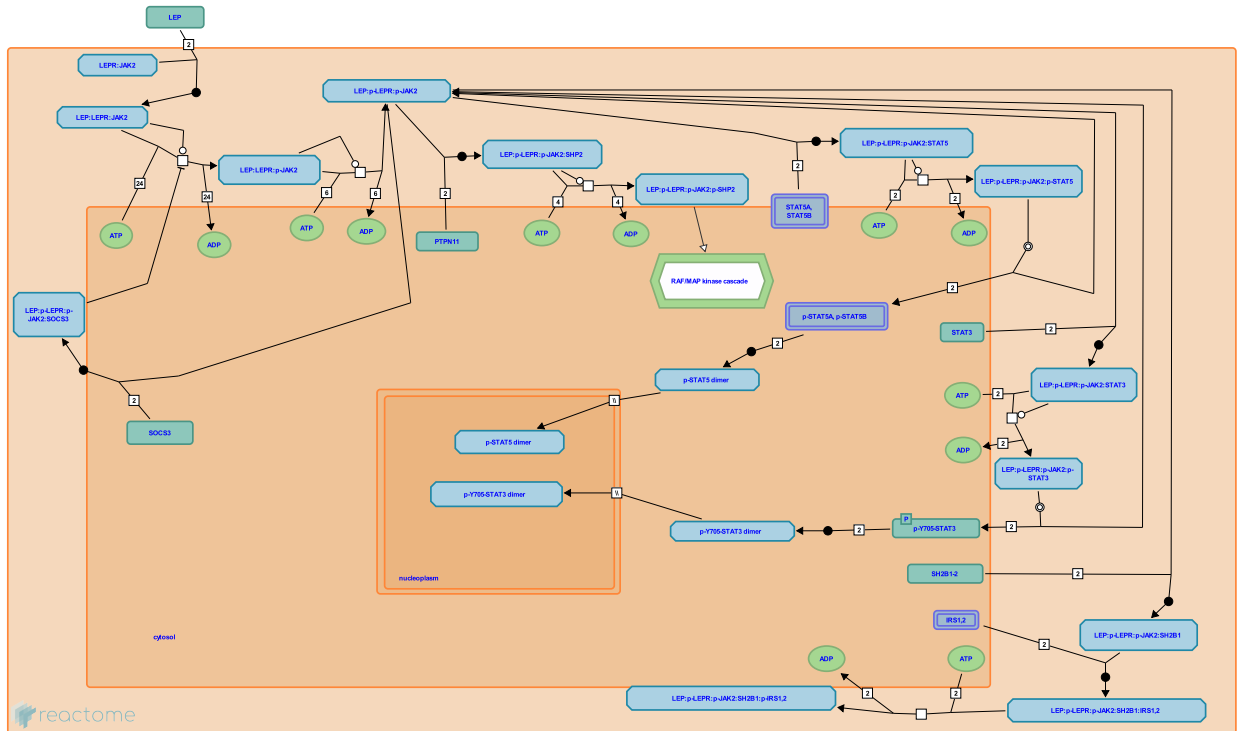 LEP
2
LEPR:JAK2
LEP:LEPR:JAK2
24
24
ATP
ADP
LEP:LEPR:p-JAK2
6
6
ATP
ADP
LEP:p-LEPR:p-JAK2
2
PTPN11
LEP:p-LEPR:p-JAK2:SHP2
4
4
ATP
ADP
LEP:p-LEPR:p-JAK2:p-SHP2
RAF/MAP kinase cascade
2
STAT5A,
STAT5B
LEP:p-LEPR:p-JAK2:STAT5
2
2
ATP
ADP
LEP:p-LEPR:p-JAK2:p-STAT5
2
p-STAT5A, p-STAT5B
2
p-STAT5 dimer
\\
p-STAT5 dimer
LEP:p-LEPR:p-
JAK2:SOCS3
2
SOCS3
STAT3
2
LEP:p-LEPR:p-JAK2:STAT3
ATP
2
ADP
2
LEP:p-LEPR:p-JAK2:p-
STAT3
2
P
p-Y705-STAT3
2
p-Y705-STAT3 dimer
\\
p-Y705-STAT3 dimer
nucleoplasm
cytosol
SH2B1-2
2
LEP:p-LEPR:p-JAK2:SH2B1
IRS1,2
2
LEP:p-LEPR:p-JAK2:SH2B1:IRS1,2
ADP
ATP
2
2
LEP:p-LEPR:p-JAK2:SH2B1:p-IRS1,2
reactome